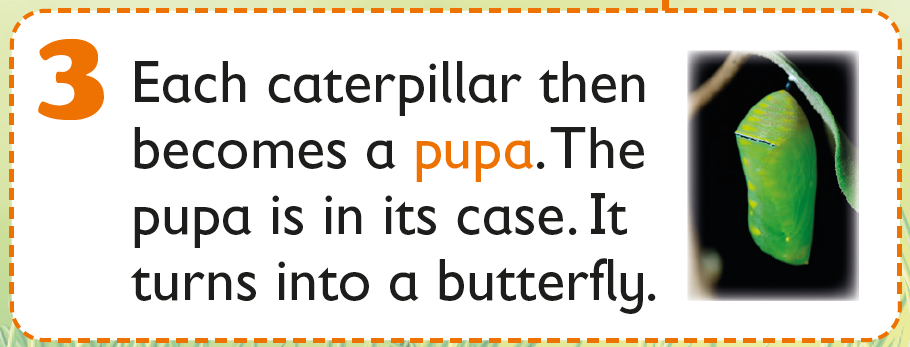 3
Each caterpillar then
becomes a pupa. The
pupa is in its case. It
turns into a butterfly.